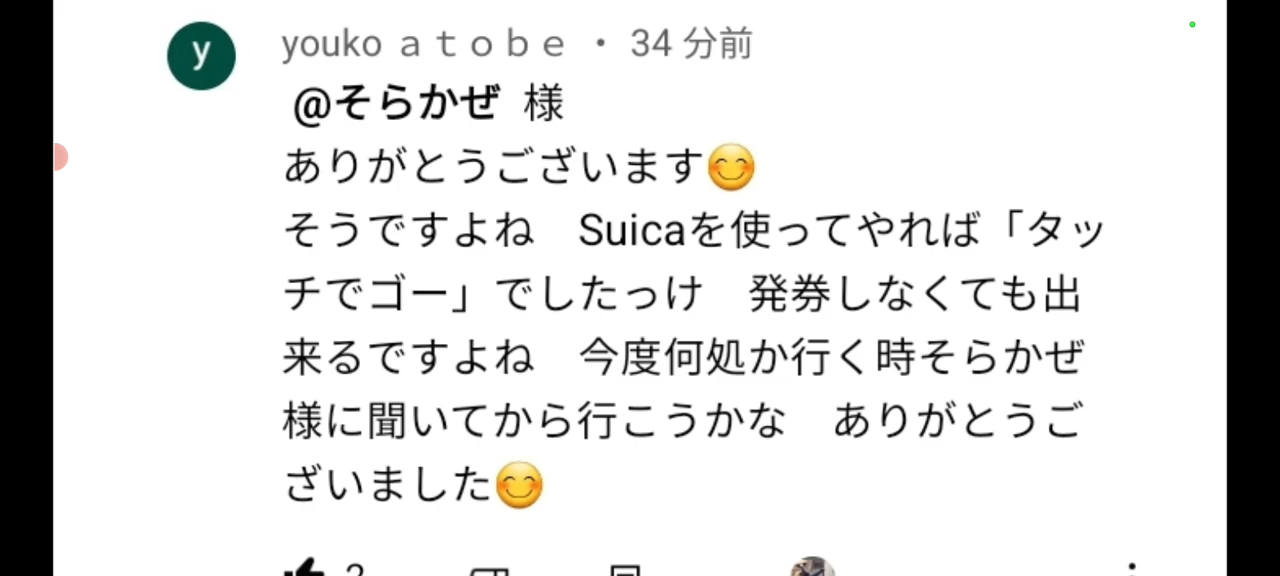 y
youko ａｔｏｂｅ ・ 34 分前
@そらかぜ 様
ありがとうございます😊
そうですよね　Suicaを使ってやれば「タッ
チでゴー」でしたっけ　発券しなくても出
来るですよね　今度何処か行く時そらかぜ
様に聞いてから行こうかな　ありがとうご
ざいました😊